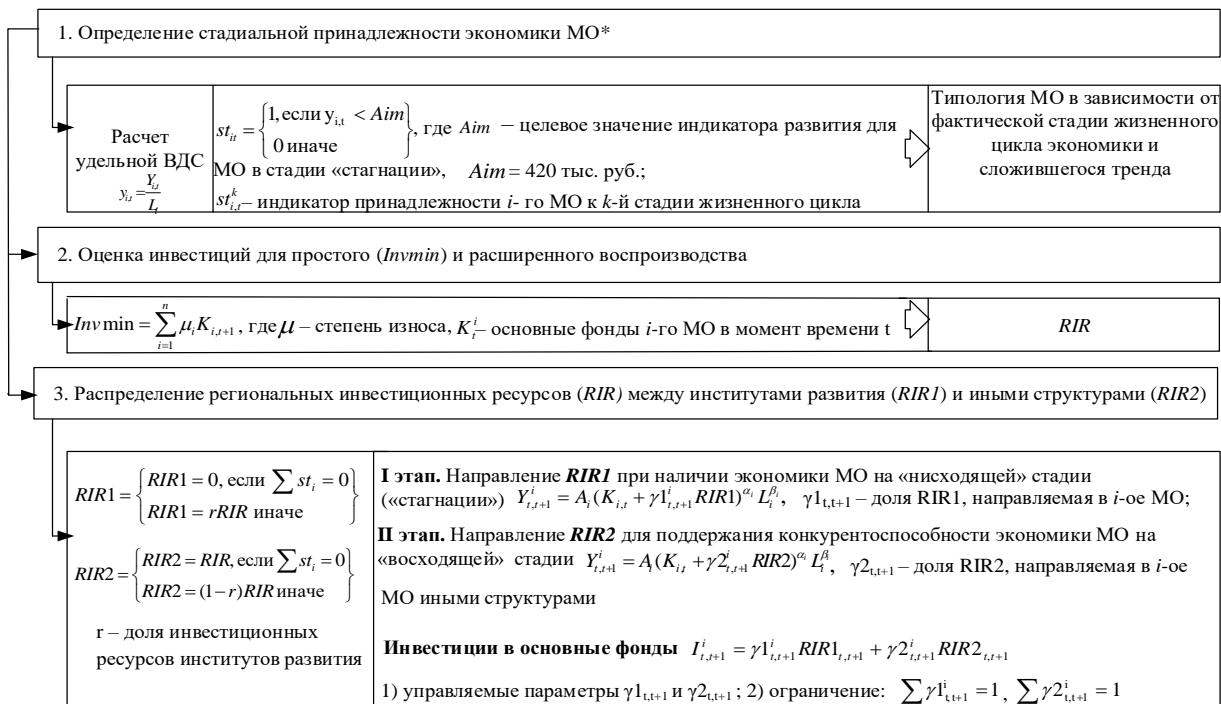 1. Определение стадиальной принадлежности экономики МО*
Расчет
удельной ВДС
y_{i,t} = Y_{i,t} / L_i
st_{it} = {1, если y_{i,t} < Aim
0 иначе}, где Aim – целевое значение индикатора развития для
МО в стадии «стагнации», Aim = 420 тыс. руб.;
st^k_{i,t} – индикатор принадлежности i- го МО к k-й стадии жизненного цикла
Типология МО в зависимости от
фактической стадии жизненного
цикла экономики и
сложившегося тренда
2. Оценка инвестиций для простого (Invmin) и расширенного воспроизводства
Inv min = ∑_{i=1}^{n} μ_i K_{i,t+1}, где μ – степень износа, K_t^i – основные фонды i-го МО в момент времени t
RIR
3. Распределение региональных инвестиционных ресурсов (RIR) между институтами развития (RIR1) и иными структурами (RIR2)
RIR1 = {RIR1 = 0, если ∑ st_i = 0
RIR1 = rRIR иначе}
RIR2 = {RIR2 = RIR, если ∑ st_i = 0
RIR2 = (1−r)RIR иначе}
r – доля инвестиционных
ресурсов институтов развития
I этап. Направление RIR1 при наличии экономики МО на «нисходящей» стадии
(«стагнации») Y^i_{t,t+1} = A_i (K_{i,t} + γ1^i_{t,t+1} RIR1)^{α_i} L_i^{β_i}, γ1_{t,t+1} – доля RIR1, направляемая в i-ое МО;
II этап. Направление RIR2 для поддержания конкурентоспособности экономики МО на
«восходящей» стадии Y^i_{t,t+1} = A_i (K_{i,t} + γ2^i_{t,t+1} RIR2)^{α_i} L_i^{β_i}, γ2_{t,t+1} – доля RIR2, направляемая в i-ое
МО иными структурами
Инвестиции в основные фонды I^i_{t,t+1} = γ1^i_{t,t+1} RIR1_{t,t+1} + γ2^i_{t,t+1} RIR2_{t,t+1}
1) управляемые параметры γ1_{t,t+1} и γ2_{t,t+1} ; 2) ограничение: ∑ γ1^i_{t,t+1} = 1 , ∑ γ2^i_{t,t+1} = 1